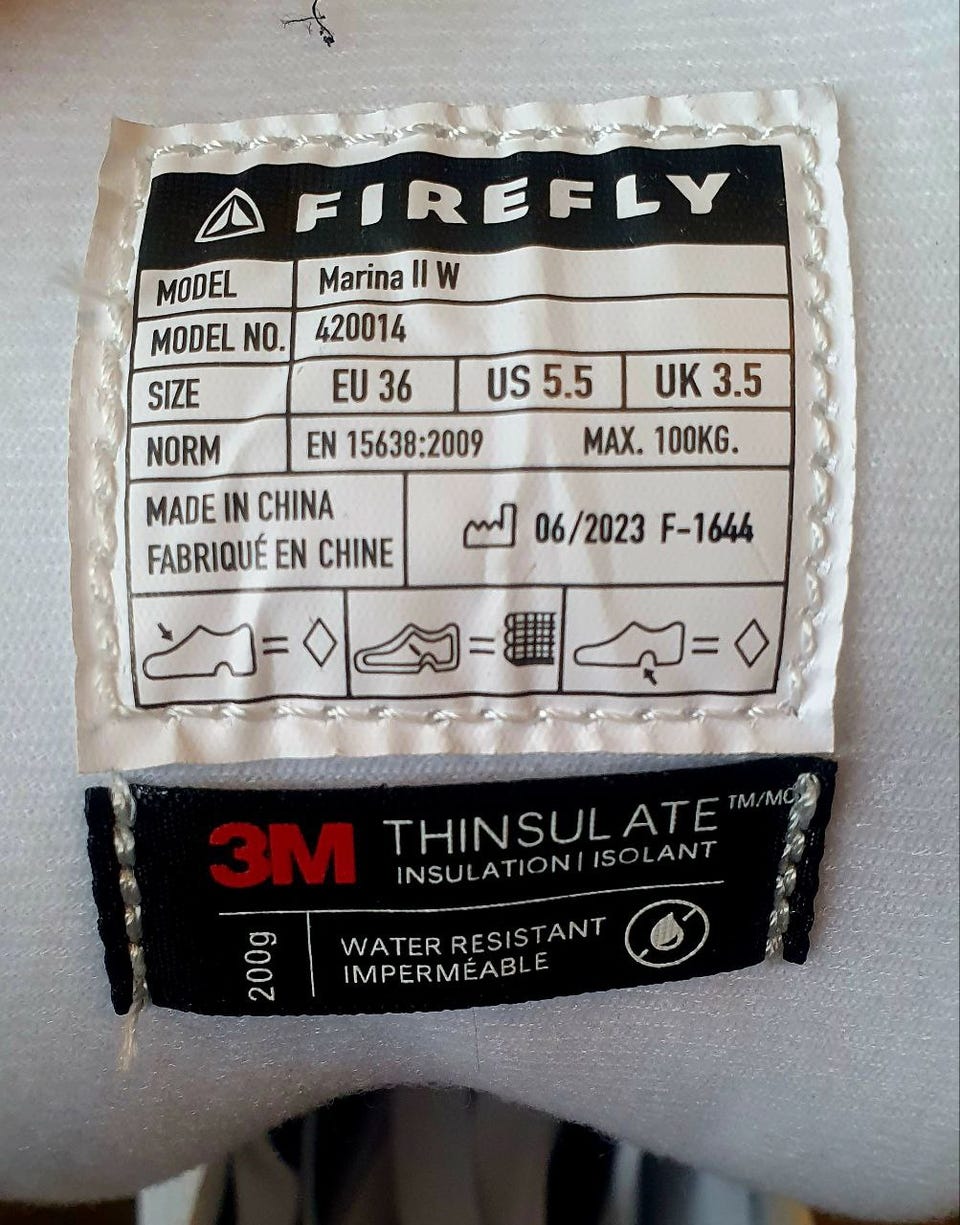 FIREFLY
MODEL Marina II W
MODEL NO. 420014
SIZE EU 36 US 5.5 UK 3.5
NORM EN 15638:2009 MAX. 100KG.
MADE IN CHINA
FABRIQUÉ EN CHINE
06/2023 F-1644
= = =
3M THINSULATE TM/MC
INSULATION | ISOLANT
200g
WATER RESISTANT
IMPERMÉABLE